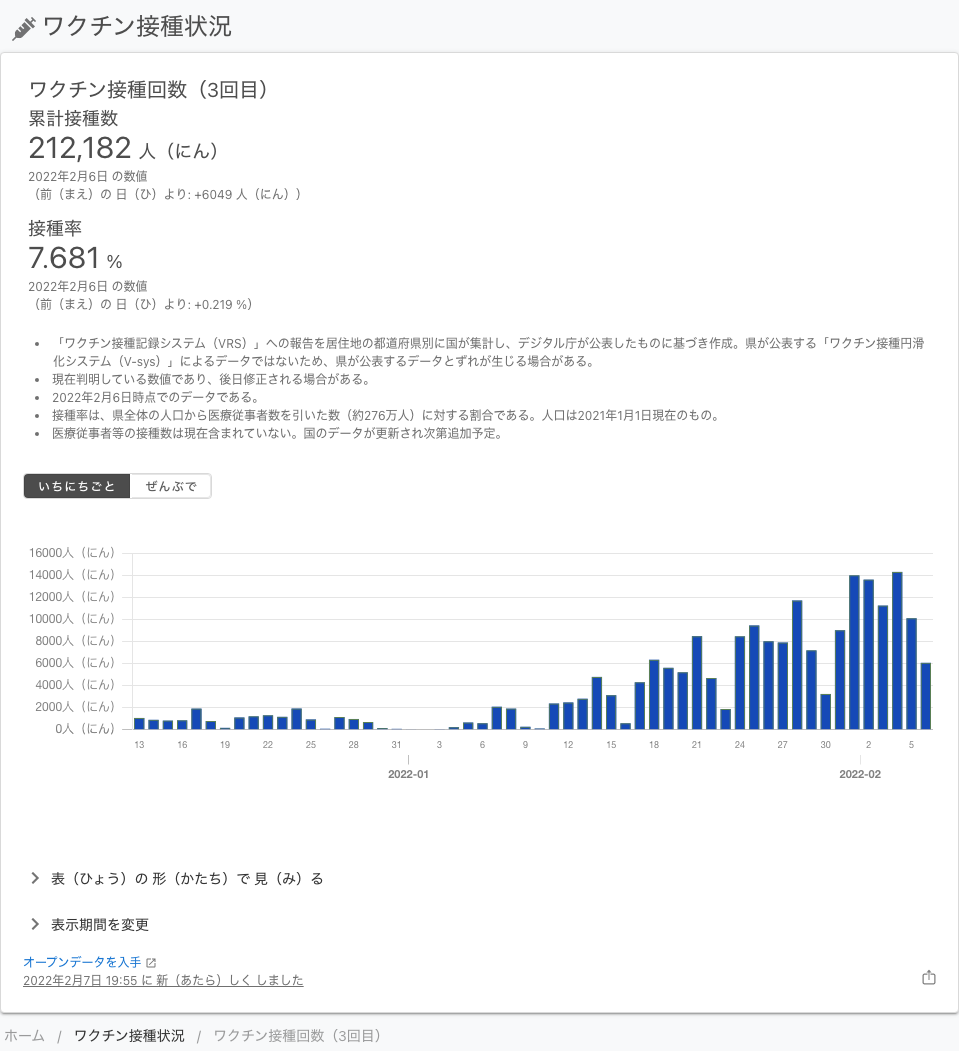 ワクチン接種状況
ワクチン接種回数（3回目）
累計接種数
212,182 人（にん）
2022年2月6日 の数値
（前（まえ）の 日（ひ）より: +6049 人（にん））
接種率
7.681 %
2022年2月6日 の数値
（前（まえ）の 日（ひ）より: +0.219 %）
• 「ワクチン接種記録システム（VRS）」への報告を居住地の都道府県別に国が集計し、デジタル庁が公表したものに基づき作成。県が公表する「ワクチン接種円滑
化システム（V-sys）」によるデータではないため、県が公表するデータとずれが生じる場合がある。
• 現在判明している数値であり、後日修正される場合がある。
• 2022年2月6日時点でのデータである。
• 接種率は、県全体の人口から医療従事者数を引いた数（約276万人）に対する割合である。人口は2021年1月1日現在のもの。
• 医療従事者等の接種数は現在含まれていない。国のデータが更新され次第追加予定。
いちにちごと ぜんぶで
16000人（にん）
14000人（にん）
12000人（にん）
10000人（にん）
8000人（にん）
6000人（にん）
4000人（にん）
2000人（にん）
0人（にん）
13 16 19 22 25 28 31 3 6 9 12 15 18 21 24 27 30 2 5
2022-01 2022-02
表（ひょう）の 形（かたち）で 見（み）る
表示期間を変更
オープンデータを入手
2022年2月7日 19:55 に 新（あたら）しく しました
ホーム / ワクチン接種状況 / ワクチン接種回数（3回目）